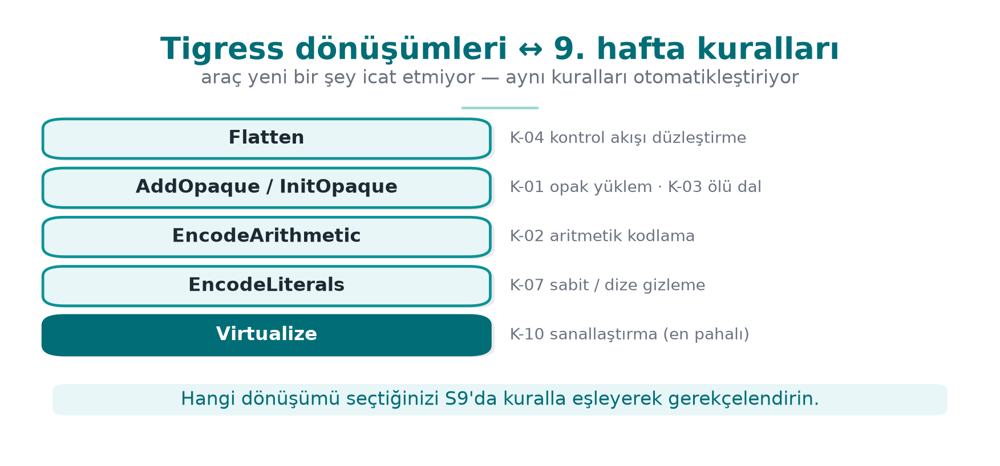 Tigress dönüşümleri ↔ 9. hafta kuralları
araç yeni bir şey icat etmiyor — aynı kuralları otomatikleştiriyor
Flatten
K-04 kontrol akışı düzleştirme
AddOpaque / InitOpaque
K-01 opak yüklem · K-03 ölü dal
EncodeArithmetic
K-02 aritmetik kodlama
EncodeLiterals
K-07 sabit / dize gizleme
Virtualize
K-10 sanallaştırma (en pahalı)
Hangi dönüşümü seçtiğinizi S9'da kuralla eşleyerek gerekçelendirin.